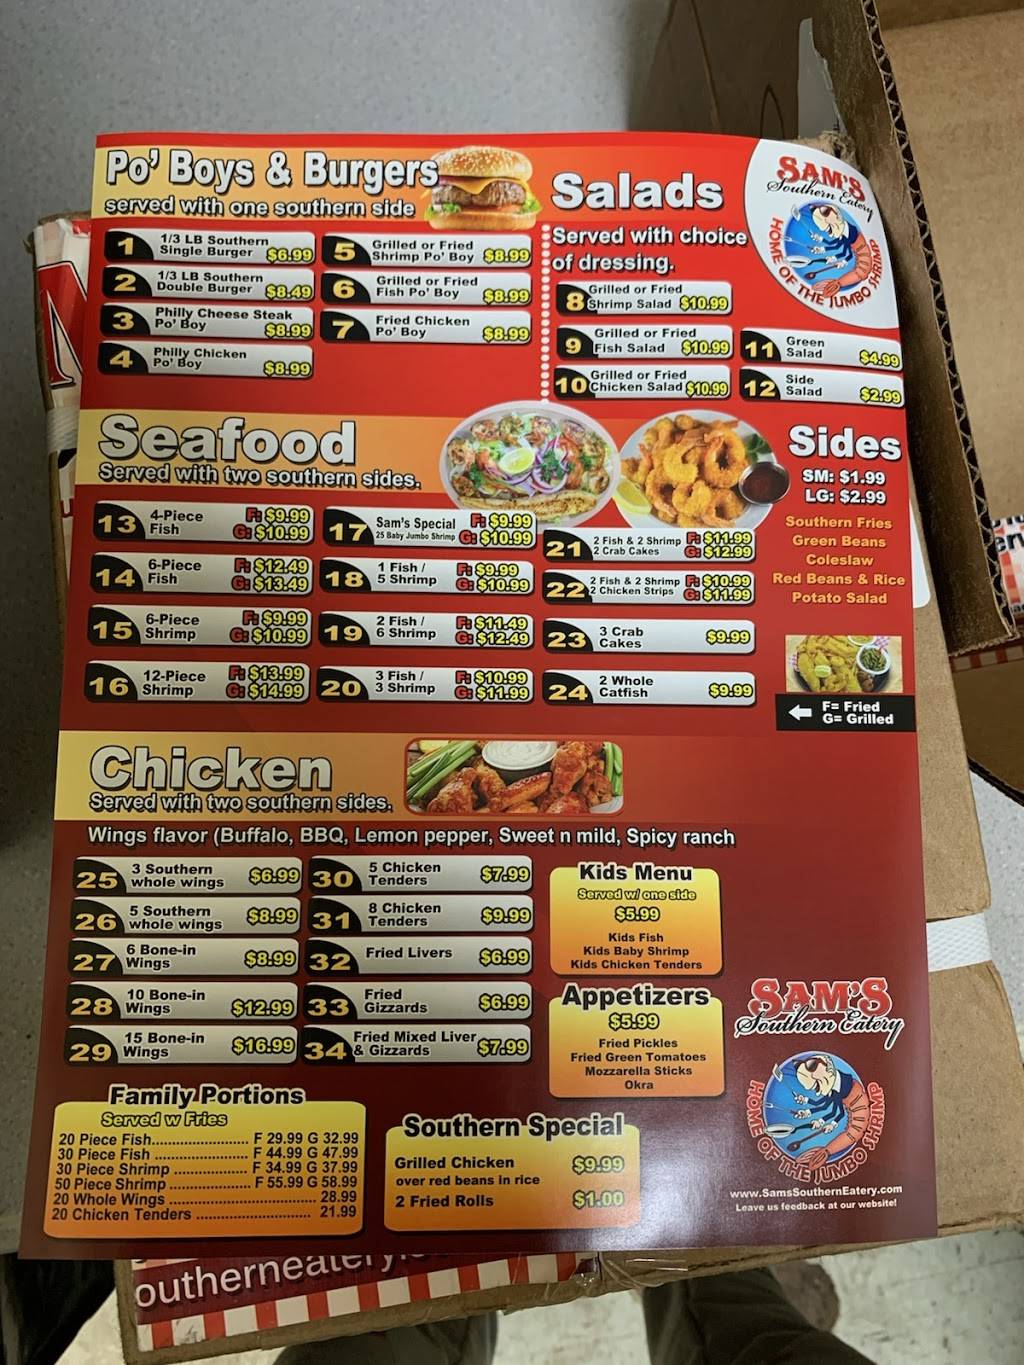 Po' Boys & Burgers
served with one southern side
1 1/3 LB Southern
Single Burger $6.99
2 1/3 LB Southern
Double Burger $8.49
3 Philly Cheese Steak
Po' Boy $8.99
4 Philly Chicken
Po' Boy $8.99
5 Grilled or Fried
Shrimp Po' Boy $8.99
6 Grilled or Fried
Fish Po' Boy $8.99
7 Fried Chicken
Po' Boy $8.99
Salads
Served with choice
of dressing.
8 Grilled or Fried
Shrimp Salad $10.99
9 Grilled or Fried
Fish Salad $10.99
10 Grilled or Fried
Chicken Salad $10.99
11 Green
Salad $4.99
12 Side
Salad $2.99
SAM'S
Southern Eatery
HOME OF THE JUMBO SHRIMP
Seafood
Served with two southern sides.
13 4-Piece F: $9.99
Fish G: $10.99
14 6-Piece F: $12.49
Fish G: $13.49
15 6-Piece F: $9.99
Shrimp G: $10.99
16 12-Piece F: $13.99
Shrimp G: $14.99
17 Sam's Special F: $9.99
25 Baby Jumbo Shrimp G: $10.99
18 1 Fish / F: $9.99
5 Shrimp G: $10.99
19 2 Fish / F: $11.49
6 Shrimp G: $12.49
20 3 Fish / F: $10.99
3 Shrimp G: $11.99
21 2 Fish & 2 Shrimp F: $11.99
2 Crab Cakes G: $12.99
22 2 Fish & 2 Shrimp F: $10.99
2 Chicken Strips G: $11.99
23 3 Crab
Cakes $9.99
24 2 Whole
Catfish $9.99
Sides
SM: $1.99
LG: $2.99
Southern Fries
Green Beans
Coleslaw
Red Beans & Rice
Potato Salad
F= Fried
G= Grilled
Chicken
Served with two southern sides.
Wings flavor (Buffalo, BBQ, Lemon pepper, Sweet n mild, Spicy ranch
25 3 Southern
whole wings $6.99
26 5 Southern
whole wings $8.99
27 6 Bone-in
Wings $8.99
28 10 Bone-in
Wings $12.99
29 15 Bone-in
Wings $16.99
30 5 Chicken
Tenders $7.99
31 8 Chicken
Tenders $9.99
32 Fried Livers $6.99
33 Fried
Gizzards $6.99
34 Fried Mixed Liver
& Gizzards $7.99
Kids Menu
Served w/ one side
$5.99
Kids Fish
Kids Baby Shrimp
Kids Chicken Tenders
Appetizers
$5.99
Fried Pickles
Fried Green Tomatoes
Mozzarella Sticks
Okra
Family Portions
Served w Fries
20 Piece Fish........................ F 29.99 G 32.99
30 Piece Fish ........................ F 44.99 G 47.99
30 Piece Shrimp ................... F 34.99 G 37.99
50 Piece Shrimp ..................... F 55.99 G 58.99
20 Whole Wings .................................... 28.99
20 Chicken Tenders ............................. 21.99
Southern Special
Grilled Chicken $9.99
over red beans in rice
2 Fried Rolls $1.00
SAM'S
Southern Eatery
HOME OF THE JUMBO SHRIMP
www.SamsSouthernEatery.com
Leave us feedback at our website!